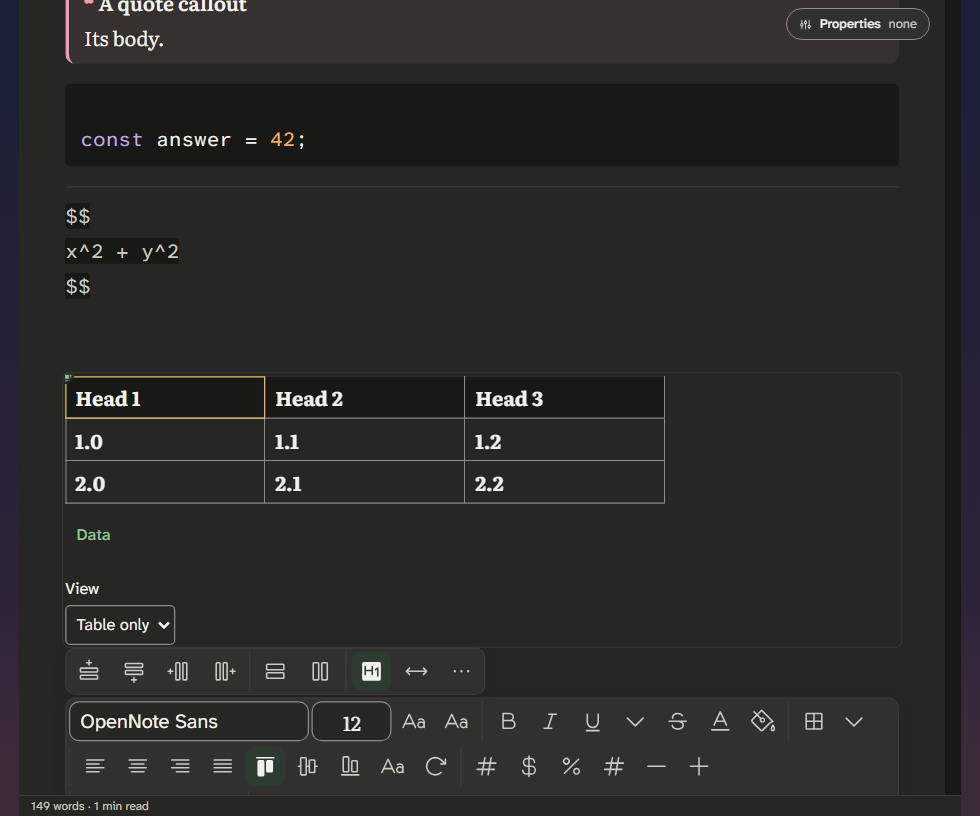 ❝ A quote callout
Properties none
Its body.
const answer = 42;
$$
x^2 + y^2
$$
Head 1 Head 2 Head 3
1.0 1.1 1.2
2.0 2.1 2.2
Data
View
Table only
H1 ...
OpenNote Sans 12 Aa Aa B I U S A
Aa # $ % # — +
149 words · 1 min read